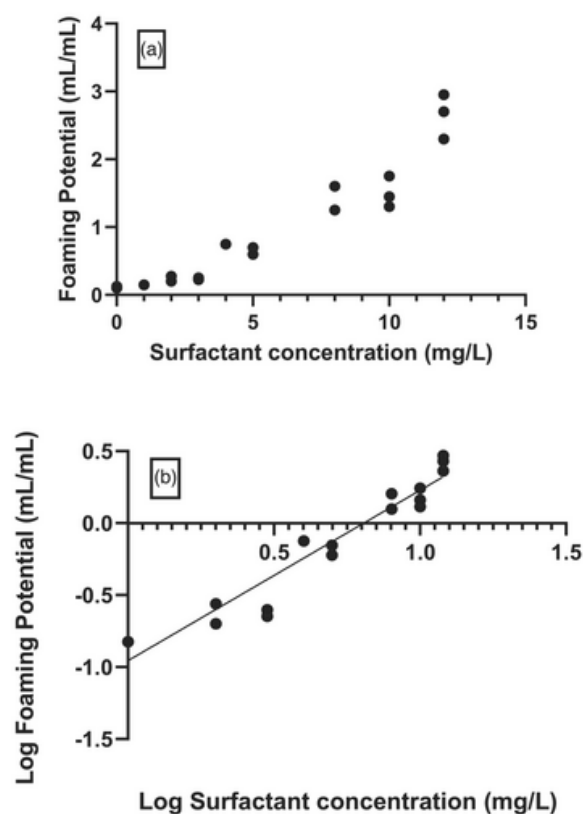 (a)
Foaming Potential (mL/mL)
4
3
2
1
0
0 5 10 15
Surfactant concentration (mg/L)
(b)
Log Foaming Potential (mL/mL)
0.5
0.0
0.5 1.0 1.5
-0.5
-1.0
-1.5
Log Surfactant concentration (mg/L)